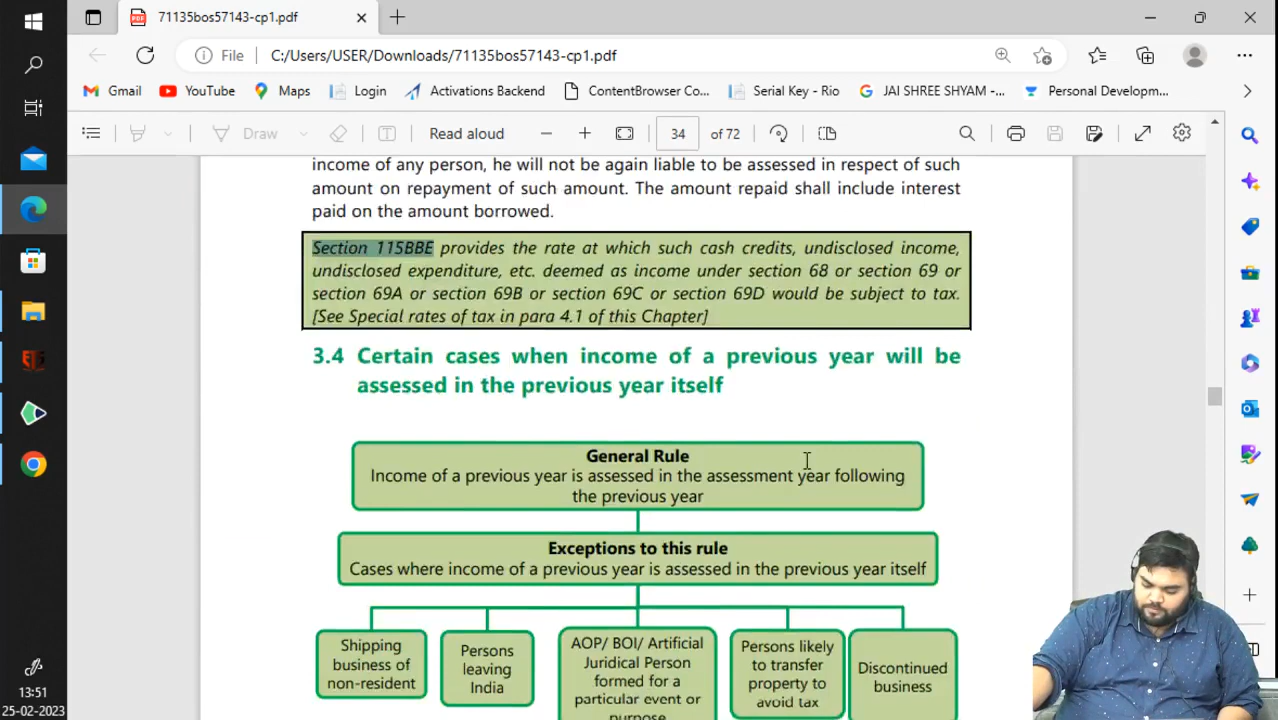 71135bos57143-cp1.pdf
File
C:/Users/USER/Downloads/71135bos57143-cp1.pdf
Gmail
YouTube
Maps
Login
Activations Backend
ContentBrowser Co...
Serial Key - Rio
JAI SHREE SHYAM -...
Personal Developm...
Draw
Read aloud
34
of 72
income of any person, he will not be again liable to be assessed in respect of such
amount on repayment of such amount. The amount repaid shall include interest
paid on the amount borrowed.
Section 115BBE provides the rate at which such cash credits, undisclosed income,
undisclosed expenditure, etc. deemed as income under section 68 or section 69 or
section 69A or section 69B or section 69C or section 69D would be subject to tax.
[See Special rates of tax in para 4.1 of this Chapter]
3.4 Certain cases when income of a previous year will be
assessed in the previous year itself
General Rule
Income of a previous year is assessed in the assessment year following
the previous year
Exceptions to this rule
Cases where income of a previous year is assessed in the previous year itself
Shipping
business of
non-resident
Persons
leaving
India
AOP/ BOI/ Artificial
Juridical Person
formed for a
particular event or
purpose
Persons likely
to transfer
property to
avoid tax
Discontinued
business
13:51
25-02-2023